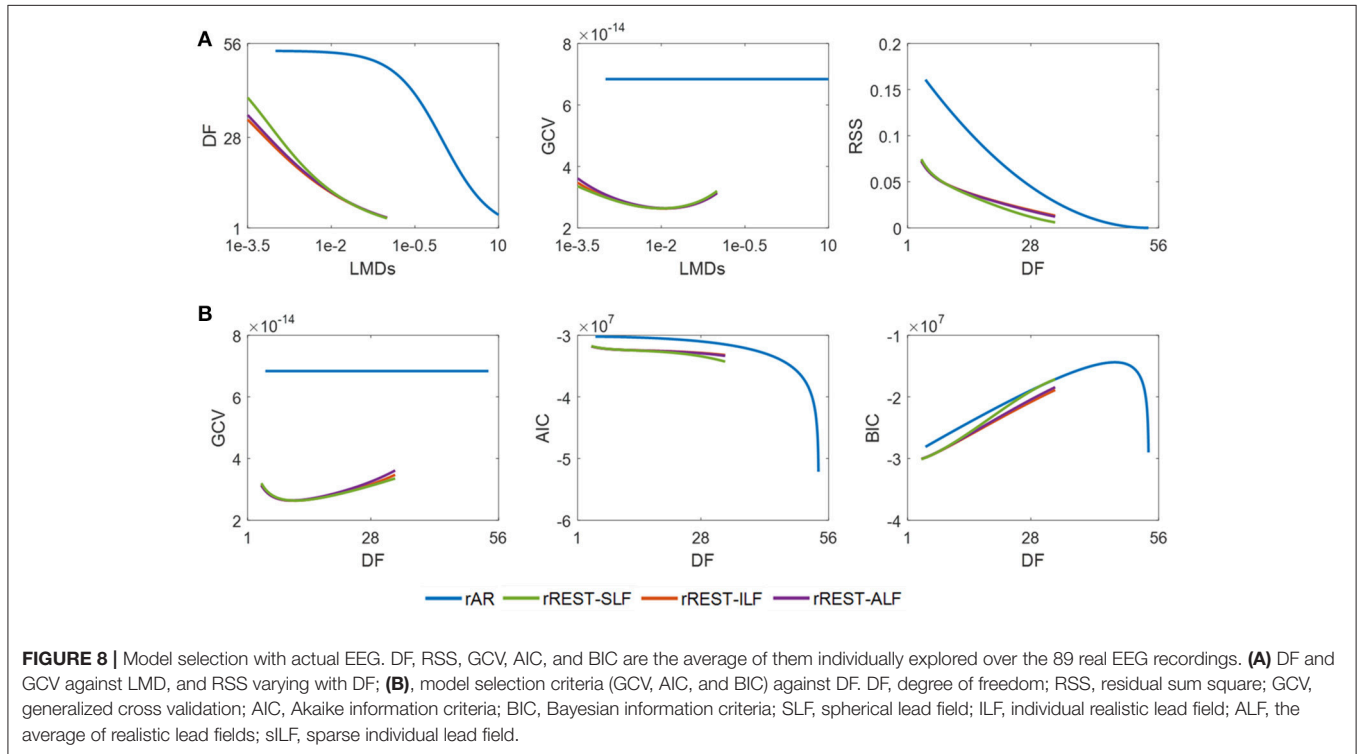 A
56
28
1
DF
1e-3.5
1e-2
1e-0.5
10
LMDs
×10-14
8
6
4
2
GCV
1e-3.5
1e-2
1e-0.5
10
LMDs
0.2
0.15
0.1
0.05
0
RSS
1
28
56
DF
B
×10-14
8
6
4
2
GCV
1
28
56
DF
×10 7
-3
-4
-5
-6
AIC
1
28
56
DF
×10 7
-1
-2
-3
-4
BIC
1
28
56
DF
rAR rREST-SLF rREST-ILF rREST-ALF
FIGURE 8 | Model selection with actual EEG. DF, RSS, GCV, AIC, and BIC are the average of them individually explored over the 89 real EEG recordings. (A) DF and
GCV against LMD, and RSS varying with DF; (B), model selection criteria (GCV, AIC, and BIC) against DF. DF, degree of freedom; RSS, residual sum square; GCV,
generalized cross validation; AIC, Akaike information criteria; BIC, Bayesian information criteria; SLF, spherical lead field; ILF, individual realistic lead field; ALF, the
average of realistic lead fields; sILF, sparse individual lead field.